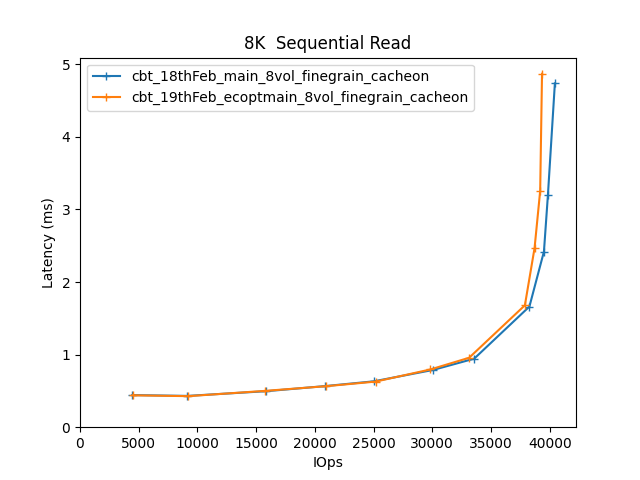 8K  Sequential Read
cbt_18thFeb_main_8vol_finegrain_cacheon
cbt_19thFeb_ecoptmain_8vol_finegrain_cacheon
Latency (ms)
5
4
3
2
1
0
0 5000 10000 15000 20000 25000 30000 35000 40000
IOps